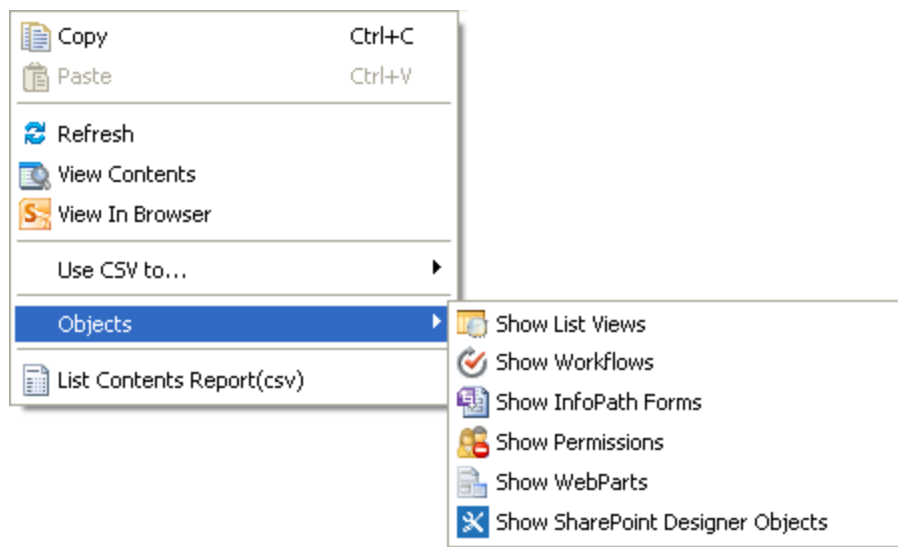 Copy Ctrl+C
Paste Ctrl+V
Refresh
View Contents
View In Browser
Use CSV to...
Objects
List Contents Report(csv)
Show List Views
Show Workflows
Show InfoPath Forms
Show Permissions
Show WebParts
Show SharePoint Designer Objects